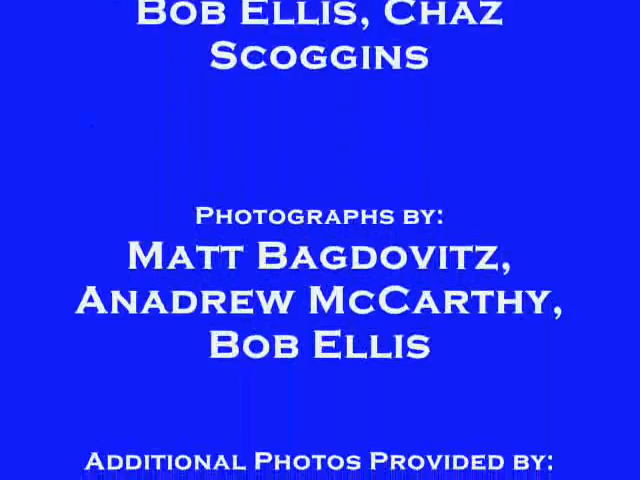 Bob Ellis, Chaz
Scoggins
Photographs by:
Matt Bagdovitz,
Anadrew McCarthy,
Bob Ellis
Additional Photos Provided by: